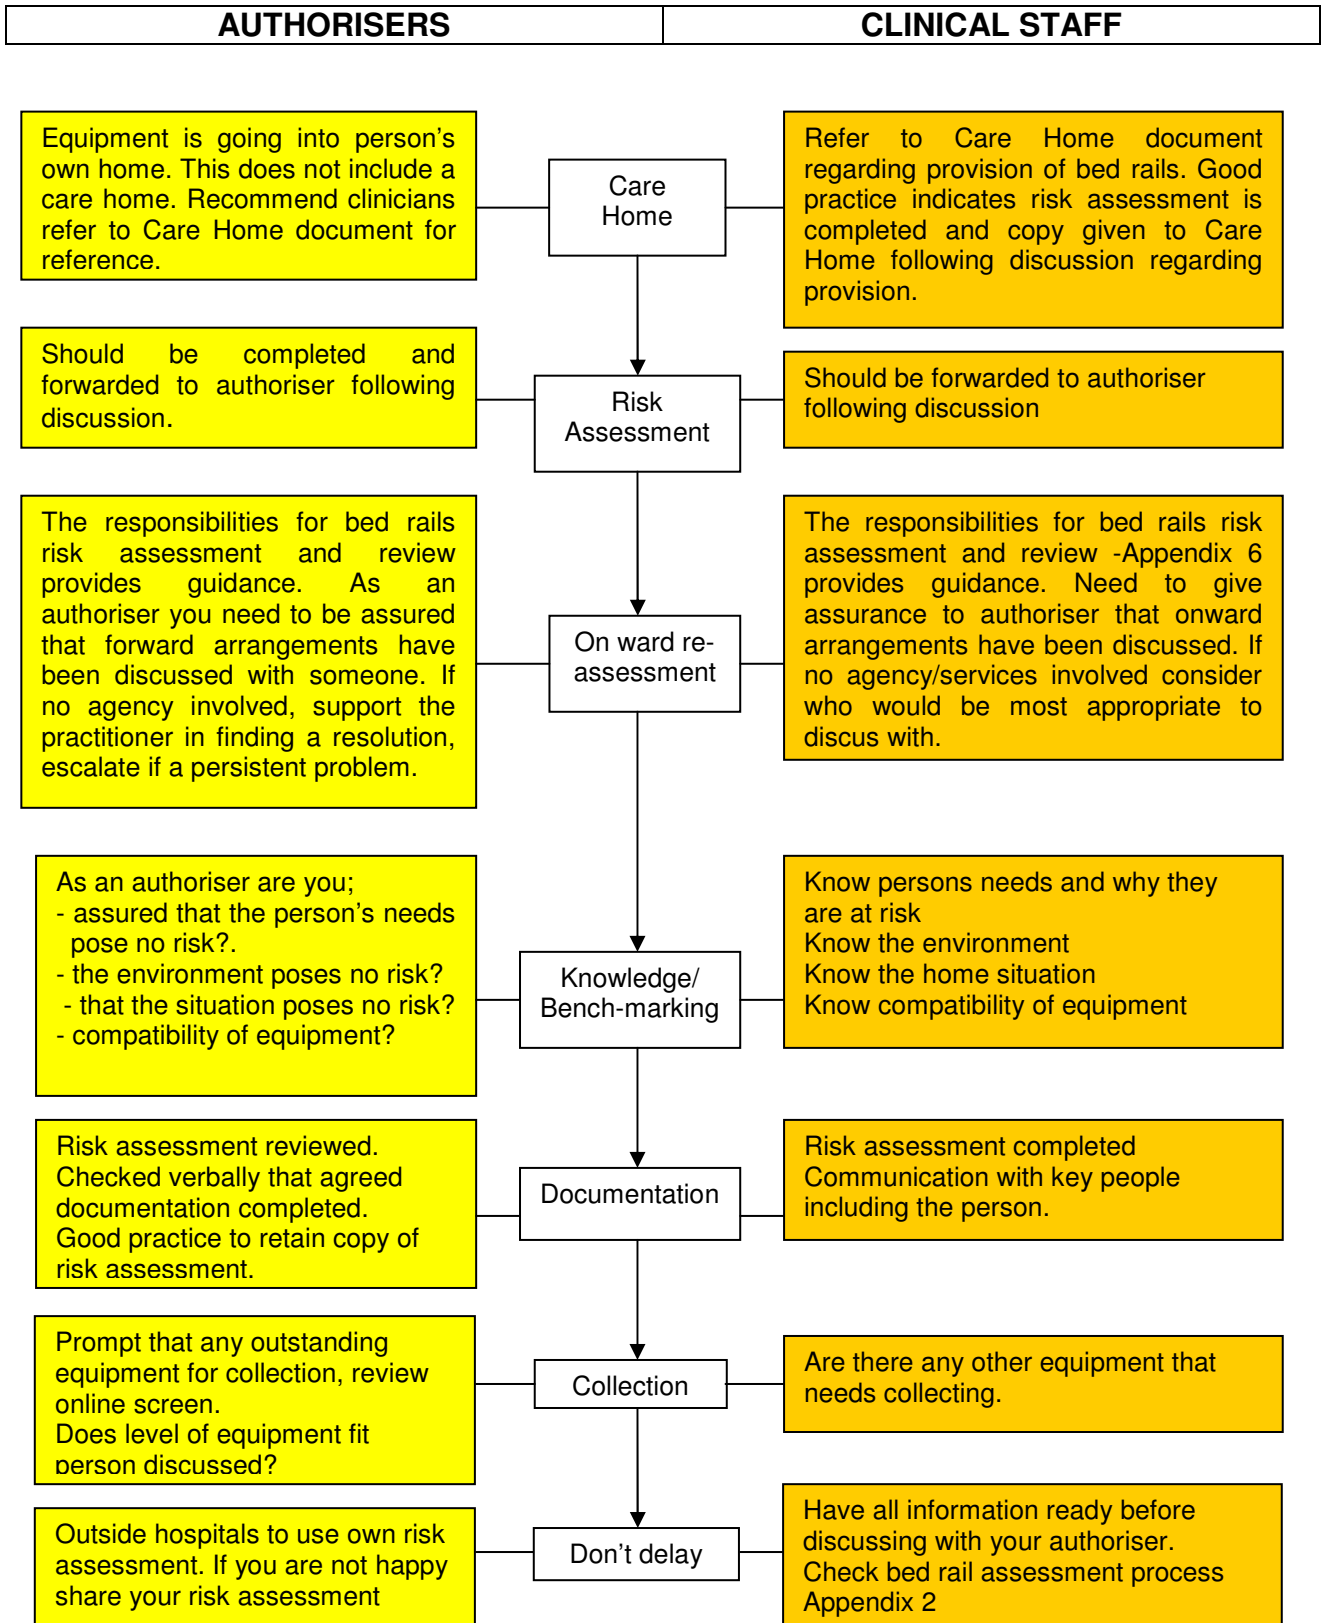 AUTHORISERS
CLINICAL STAFF
Equipment is going into person's
own home. This does not include a
care home. Recommend clinicians
refer to Care Home document for
reference.
Care
Home
Refer to Care Home document
regarding provision of bed rails. Good
practice indicates risk assessment is
completed and copy given to Care
Home following discussion regarding
provision.
Should be completed and
forwarded to authoriser following
discussion.
Risk
Assessment
Should be forwarded to authoriser
following discussion
The responsibilities for bed rails
risk assessment and review
provides guidance. As an
authoriser you need to be assured
that forward arrangements have
been discussed with someone. If
no agency involved, support the
practitioner in finding a resolution,
escalate if a persistent problem.
On ward re-
assessment
The responsibilities for bed rails risk
assessment and review -Appendix 6
provides guidance. Need to give
assurance to authoriser that onward
arrangements have been discussed. If
no agency/services involved consider
who would be most appropriate to
discus with.
As an authoriser are you;
- assured that the person's needs
pose no risk?.
- the environment poses no risk?
- that the situation poses no risk?
- compatibility of equipment?
Knowledge/
Bench-marking
Know persons needs and why they
are at risk
Know the environment
Know the home situation
Know compatibility of equipment
Risk assessment reviewed.
Checked verbally that agreed
documentation completed.
Good practice to retain copy of
risk assessment.
Documentation
Risk assessment completed
Communication with key people
including the person.
Prompt that any outstanding
equipment for collection, review
online screen.
Does level of equipment fit
person discussed?
Collection
Are there any other equipment that
needs collecting.
Outside hospitals to use own risk
assessment. If you are not happy
share your risk assessment
Don't delay
Have all information ready before
discussing with your authoriser.
Check bed rail assessment process
Appendix 2